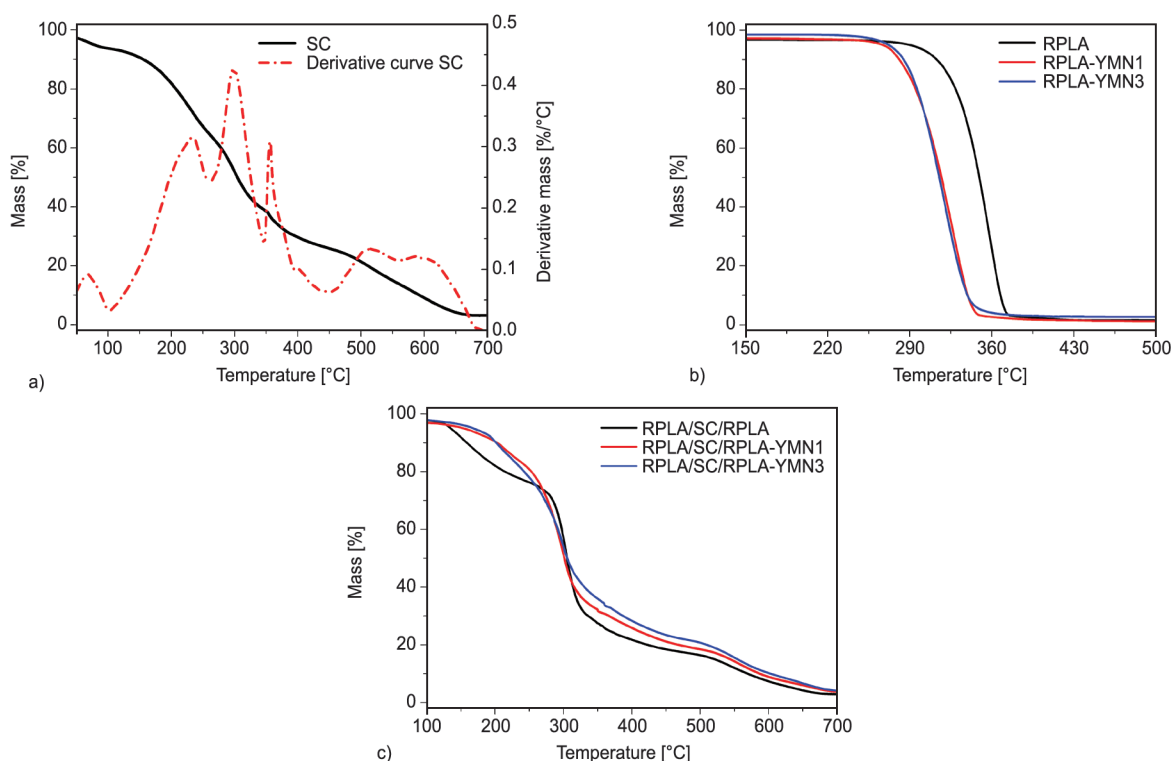 100
80
60
40
20
0
Mass [%]
SC
Derivative curve SC
0.5
0.4
0.3
0.2
0.1
0.0
Derivative mass [%/°C]
100 200 300 400 500 600 700
Temperature [°C]
a)
100
80
60
40
20
0
Mass [%]
RPLA
RPLA-YMN1
RPLA-YMN3
150 220 290 360 430 500
Temperature [°C]
b)
100
80
60
40
20
0
Mass [%]
RPLA/SC/RPLA
RPLA/SC/RPLA-YMN1
RPLA/SC/RPLA-YMN3
100 200 300 400 500 600 700
Temperature [°C]
c)